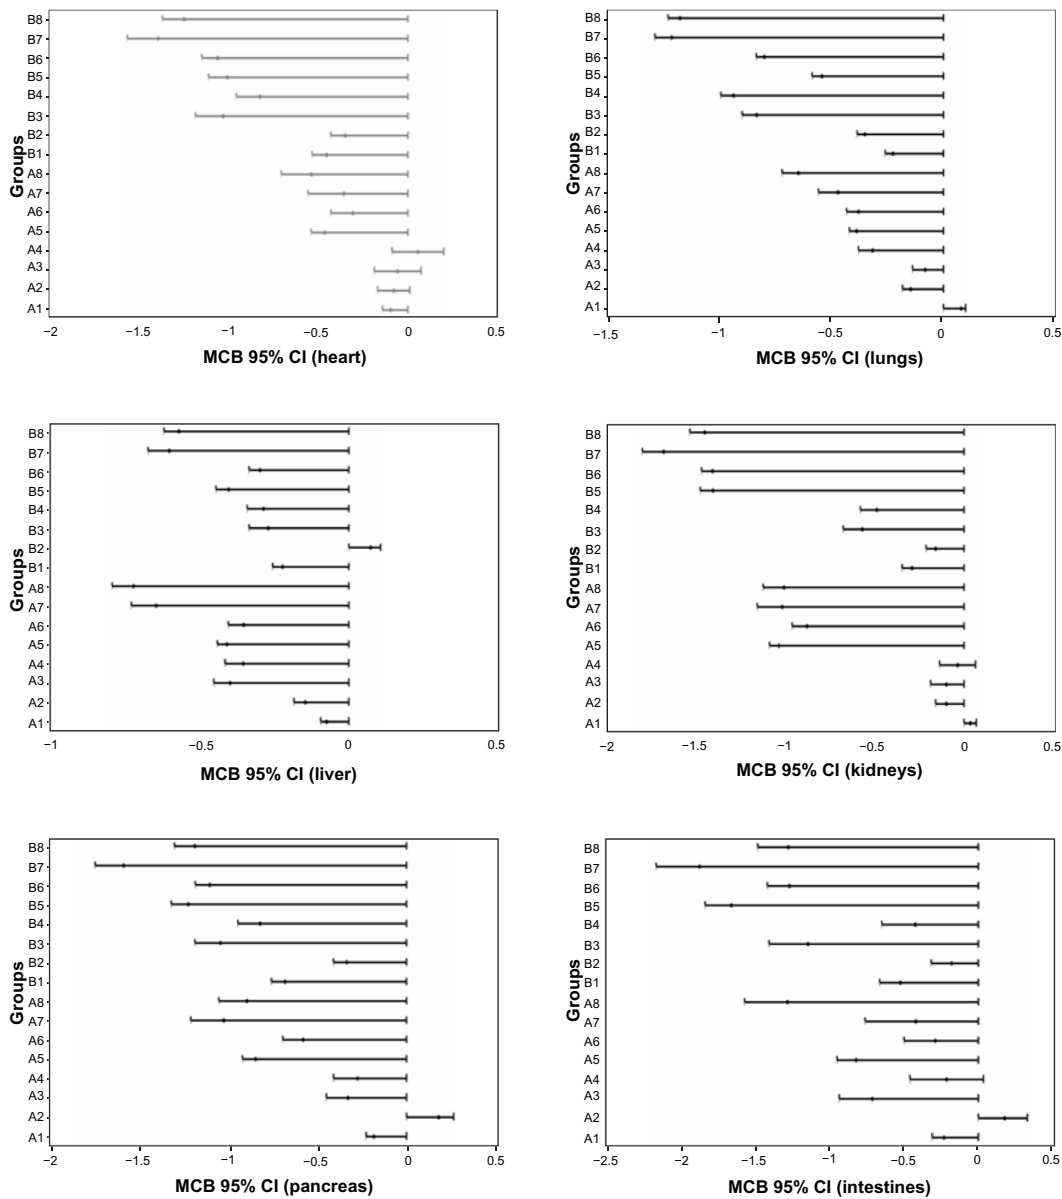 B8
B7
B6
B5
B4
B3
B2
B1
A8
A7
A6
A5
A4
A3
A2
A1
Groups
−2 −1.5 −1 −0.5 0 0.5
MCB 95% CI (heart)
B8
B7
B6
B5
B4
B3
B2
B1
A8
A7
A6
A5
A4
A3
A2
A1
Groups
−1.5 −1 −0.5 0 0.5
MCB 95% CI (lungs)
B8
B7
B6
B5
B4
B3
B2
B1
A8
A7
A6
A5
A4
A3
A2
A1
Groups
−1 −0.5 0 0.5
MCB 95% CI (liver)
B8
B7
B6
B5
B4
B3
B2
B1
A8
A7
A6
A5
A4
A3
A2
A1
Groups
−2 −1.5 −1 −0.5 0 0.5
MCB 95% CI (kidneys)
B8
B7
B6
B5
B4
B3
B2
B1
A8
A7
A6
A5
A4
A3
A2
A1
Groups
−2 −1.5 −1 −0.5 0 0.5
MCB 95% CI (pancreas)
B8
B7
B6
B5
B4
B3
B2
B1
A8
A7
A6
A5
A4
A3
A2
A1
Groups
−2.5 −2 −1.5 −1 −0.5 0 0.5
MCB 95% CI (intestines)